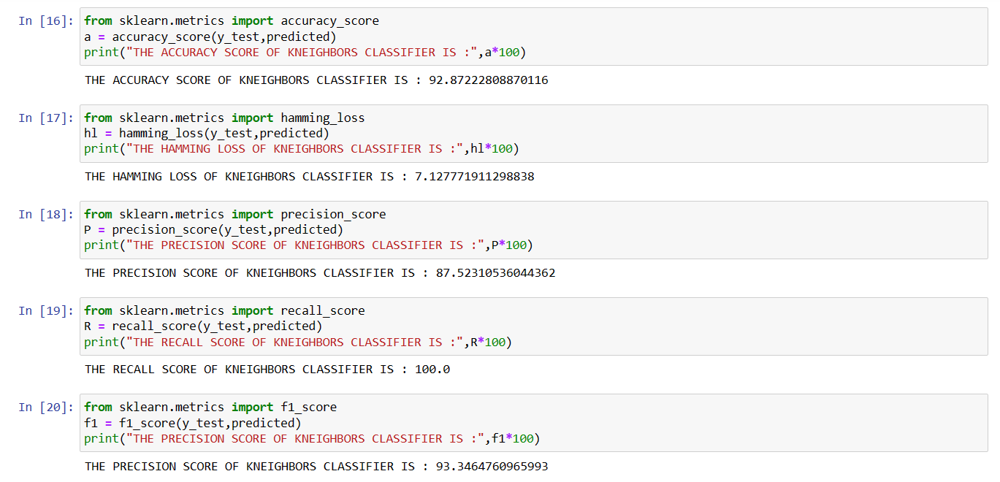 In [16]: from sklearn.metrics import accuracy_score
a = accuracy_score(y_test,predicted)
print("THE ACCURACY SCORE OF KNEIGHBORS CLASSIFIER IS :",a*100)
THE ACCURACY SCORE OF KNEIGHBORS CLASSIFIER IS : 92.87222808870116
In [17]: from sklearn.metrics import hamming_loss
hl = hamming_loss(y_test,predicted)
print("THE HAMMING LOSS OF KNEIGHBORS CLASSIFIER IS :",hl*100)
THE HAMMING LOSS OF KNEIGHBORS CLASSIFIER IS : 7.127771911298838
In [18]: from sklearn.metrics import precision_score
P = precision_score(y_test,predicted)
print("THE PRECISION SCORE OF KNEIGHBORS CLASSIFIER IS :",P*100)
THE PRECISION SCORE OF KNEIGHBORS CLASSIFIER IS : 87.52310536044362
In [19]: from sklearn.metrics import recall_score
R = recall_score(y_test,predicted)
print("THE RECALL SCORE OF KNEIGHBORS CLASSIFIER IS :",R*100)
THE RECALL SCORE OF KNEIGHBORS CLASSIFIER IS : 100.0
In [20]: from sklearn.metrics import f1_score
f1 = f1_score(y_test,predicted)
print("THE PRECISION SCORE OF KNEIGHBORS CLASSIFIER IS :",f1*100)
THE PRECISION SCORE OF KNEIGHBORS CLASSIFIER IS : 93.3464760965993